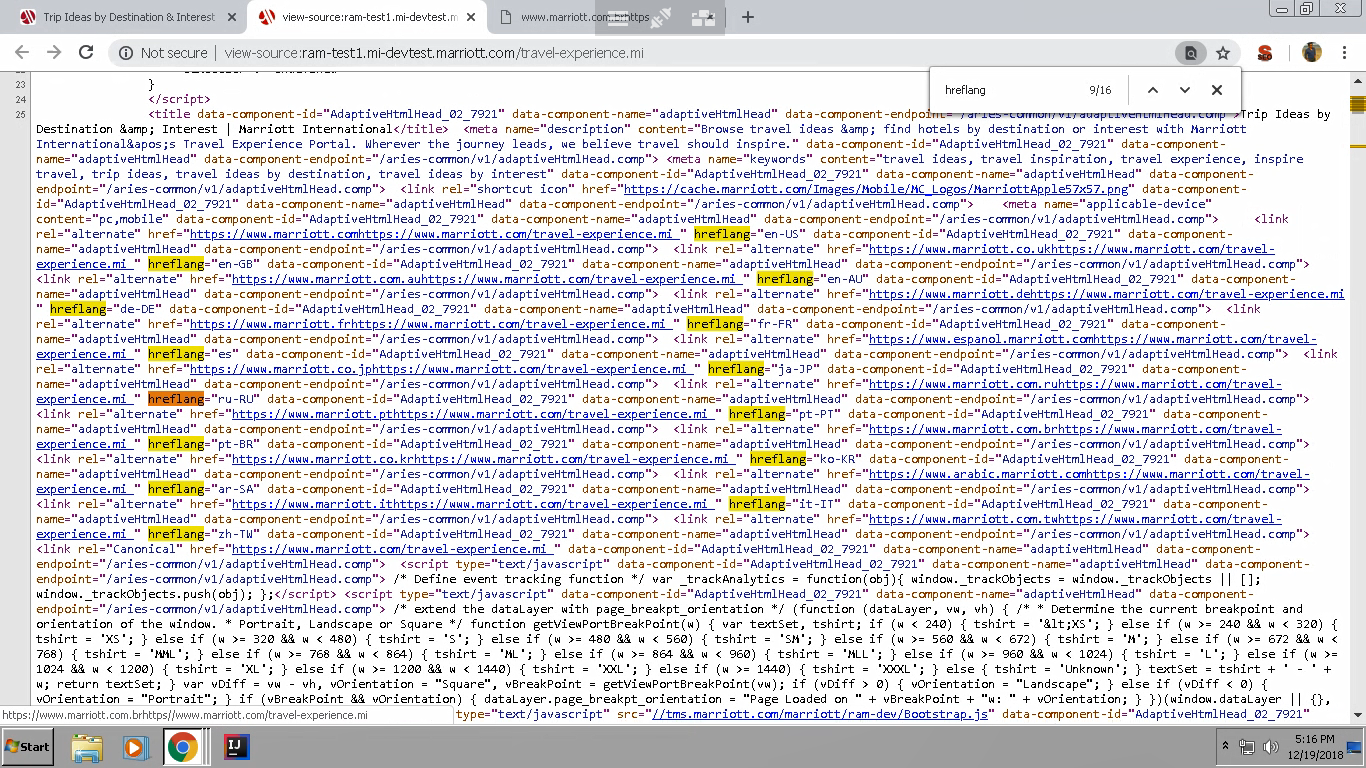 Trip Ideas by Destination & Interest
view-source:ram-test1.mi-devtest.marriott.com/travel-experience.mi
www.marriott.com.brhttps
Not secure | view-source:ram-test1.mi-devtest.marriott.com/travel-experience.mi
hreflang 9/16
23 }
24 </script>
25 <title data-component-id="AdaptiveHtmlHead_02_7921" data-component-name="adaptiveHtmlHead" data-component-endpoint="/aries-common/v1/adaptiveHtmlHead.comp">Trip Ideas by
Destination &amp; Interest | Marriott International</title> <meta name="description" content="Browse travel ideas &amp; find hotels by destination or interest with Marriott
International&apos;s Travel Experience Portal. Wherever the journey leads, we believe travel should inspire." data-component-id="AdaptiveHtmlHead_02_7921" data-component-
name="adaptiveHtmlHead" data-component-endpoint="/aries-common/v1/adaptiveHtmlHead.comp"> <meta name="keywords" content="travel ideas, travel inspiration, travel experience, inspire
travel, trip ideas, travel ideas by destination, travel ideas by interest" data-component-id="AdaptiveHtmlHead_02_7921" data-component-name="adaptiveHtmlHead" data-component-
endpoint="/aries-common/v1/adaptiveHtmlHead.comp"> <link rel="shortcut icon" href="https://cache.marriott.com/Images/Mobile/MC_Logos/MarriottApple57x57.png" data-component-
id="AdaptiveHtmlHead_02_7921" data-component-name="adaptiveHtmlHead" data-component-endpoint="/aries-common/v1/adaptiveHtmlHead.comp"> <meta name="applicable-device"
content="pc,mobile" data-component-id="AdaptiveHtmlHead_02_7921" data-component-name="adaptiveHtmlHead" data-component-endpoint="/aries-common/v1/adaptiveHtmlHead.comp"> <link
rel="alternate" href="https://www.marriott.comhttps://www.marriott.com/travel-experience.mi " hreflang="en-US" data-component-id="AdaptiveHtmlHead_02_7921" data-component-
name="adaptiveHtmlHead" data-component-endpoint="/aries-common/v1/adaptiveHtmlHead.comp"> <link rel="alternate" href="https://www.marriott.co.ukhttps://www.marriott.com/travel-
experience.mi " hreflang="en-GB" data-component-id="AdaptiveHtmlHead_02_7921" data-component-name="adaptiveHtmlHead" data-component-endpoint="/aries-common/v1/adaptiveHtmlHead.comp">
<link rel="alternate" href="https://www.marriott.com.auhttps://www.marriott.com/travel-experience.mi " hreflang="en-AU" data-component-id="AdaptiveHtmlHead_02_7921" data-component-
name="adaptiveHtmlHead" data-component-endpoint="/aries-common/v1/adaptiveHtmlHead.comp"> <link rel="alternate" href="https://www.marriott.dehttps://www.marriott.com/travel-experience.mi
" hreflang="de-DE" data-component-id="AdaptiveHtmlHead_02_7921" data-component-name="adaptiveHtmlHead" data-component-endpoint="/aries-common/v1/adaptiveHtmlHead.comp"> <link
rel="alternate" href="https://www.marriott.frhttps://www.marriott.com/travel-experience.mi " hreflang="fr-FR" data-component-id="AdaptiveHtmlHead_02_7921" data-component-
name="adaptiveHtmlHead" data-component-endpoint="/aries-common/v1/adaptiveHtmlHead.comp"> <link rel="alternate" href="https://www.espanol.marriott.comhttps://www.marriott.com/travel-
experience.mi " hreflang="es" data-component-id="AdaptiveHtmlHead_02_7921" data-component-name="adaptiveHtmlHead" data-component-endpoint="/aries-common/v1/adaptiveHtmlHead.comp"> <link
rel="alternate" href="https://www.marriott.co.jphttps://www.marriott.com/travel-experience.mi " hreflang="ja-JP" data-component-id="AdaptiveHtmlHead_02_7921" data-component-
name="adaptiveHtmlHead" data-component-endpoint="/aries-common/v1/adaptiveHtmlHead.comp"> <link rel="alternate" href="https://www.marriott.com.ruhttps://www.marriott.com/travel-
experience.mi " hreflang="ru-RU" data-component-id="AdaptiveHtmlHead_02_7921" data-component-name="adaptiveHtmlHead" data-component-endpoint="/aries-common/v1/adaptiveHtmlHead.comp">
<link rel="alternate" href="https://www.marriott.pthttps://www.marriott.com/travel-experience.mi " hreflang="pt-PT" data-component-id="AdaptiveHtmlHead_02_7921" data-component-
name="adaptiveHtmlHead" data-component-endpoint="/aries-common/v1/adaptiveHtmlHead.comp"> <link rel="alternate" href="https://www.marriott.com.brhttps://www.marriott.com/travel-
experience.mi " hreflang="pt-BR" data-component-id="AdaptiveHtmlHead_02_7921" data-component-name="adaptiveHtmlHead" data-component-endpoint="/aries-common/v1/adaptiveHtmlHead.comp">
<link rel="alternate" href="https://www.marriott.co.krhttps://www.marriott.com/travel-experience.mi " hreflang="ko-KR" data-component-id="AdaptiveHtmlHead_02_7921" data-component-
name="adaptiveHtmlHead" data-component-endpoint="/aries-common/v1/adaptiveHtmlHead.comp"> <link rel="alternate" href="https://www.arabic.marriott.comhttps://www.marriott.com/travel-
experience.mi " hreflang="ar-SA" data-component-id="AdaptiveHtmlHead_02_7921" data-component-name="adaptiveHtmlHead" data-component-endpoint="/aries-common/v1/adaptiveHtmlHead.comp">
<link rel="alternate" href="https://www.marriott.ithttps://www.marriott.com/travel-experience.mi " hreflang="it-IT" data-component-id="AdaptiveHtmlHead_02_7921" data-component-
name="adaptiveHtmlHead" data-component-endpoint="/aries-common/v1/adaptiveHtmlHead.comp"> <link rel="alternate" href="https://www.marriott.com.twhttps://www.marriott.com/travel-
experience.mi " hreflang="zh-TW" data-component-id="AdaptiveHtmlHead_02_7921" data-component-name="adaptiveHtmlHead" data-component-endpoint="/aries-common/v1/adaptiveHtmlHead.comp">
<link rel="Canonical" href="https://www.marriott.com/travel-experience.mi " data-component-id="AdaptiveHtmlHead_02_7921" data-component-name="adaptiveHtmlHead" data-component-
endpoint="/aries-common/v1/adaptiveHtmlHead.comp"> <script type="text/javascript" data-component-id="AdaptiveHtmlHead_02_7921" data-component-name="adaptiveHtmlHead" data-component-
endpoint="/aries-common/v1/adaptiveHtmlHead.comp"> /* Define event tracking function */ var _trackAnalytics = function(obj){ window._trackObjects = window._trackObjects || [];
window._trackObjects.push(obj); };</script> <script type="text/javascript" data-component-id="AdaptiveHtmlHead_02_7921" data-component-name="adaptiveHtmlHead" data-component-
endpoint="/aries-common/v1/adaptiveHtmlHead.comp"> /* extend the dataLayer with page_breakpt_orientation */ (function (dataLayer, vw, vh) { /* * Determine the current breakpoint and
orientation of the window. * Portrait, Landscape or Square */ function getViewPortBreakPoint(w) { var textSet, tshirt; if (w < 240) { tshirt = '&lt;XS'; } else if (w >= 240 && w < 320) {
tshirt = 'XS'; } else if (w >= 320 && w < 480) { tshirt = 'S'; } else if (w >= 480 && w < 560) { tshirt = 'SM'; } else if (w >= 560 && w < 672) { tshirt = 'M'; } else if (w >= 672 && w <
768) { tshirt = 'MML'; } else if (w >= 768 && w < 864) { tshirt = 'ML'; } else if (w >= 864 && w < 960) { tshirt = 'MLL'; } else if (w >= 960 && w < 1024) { tshirt = 'L'; } else if (w >=
1024 && w < 1200) { tshirt = 'XL'; } else if (w >= 1200 && w < 1440) { tshirt = 'XXL'; } else if (w >= 1440) { tshirt = 'XXXL'; } else { tshirt = 'Unknown'; } textSet = tshirt + ' - ' +
w; return textSet; } var vDiff = vw - vh, vOrientation = "Square", vBreakPoint = getViewPortBreakPoint(vw); if (vDiff > 0) { vOrientation = "Landscape"; } else if (vDiff < 0) {
vOrientation = "Portrait"; } if (vBreakPoint && vOrientation) { dataLayer.page_breakpt_orientation = "Page Loaded on " + vBreakPoint + "w: " + vOrientation; } })(window.dataLayer || {},
https://www.marriott.com.brhttps//www.marriott.com/travel-experience.mi type="text/javascript" src="//tms.marriott.com/marriott/ram-dev/Bootstrap.js" data-component-id="AdaptiveHtmlHead_02_7921"
Start
5:16 PM
12/19/2018